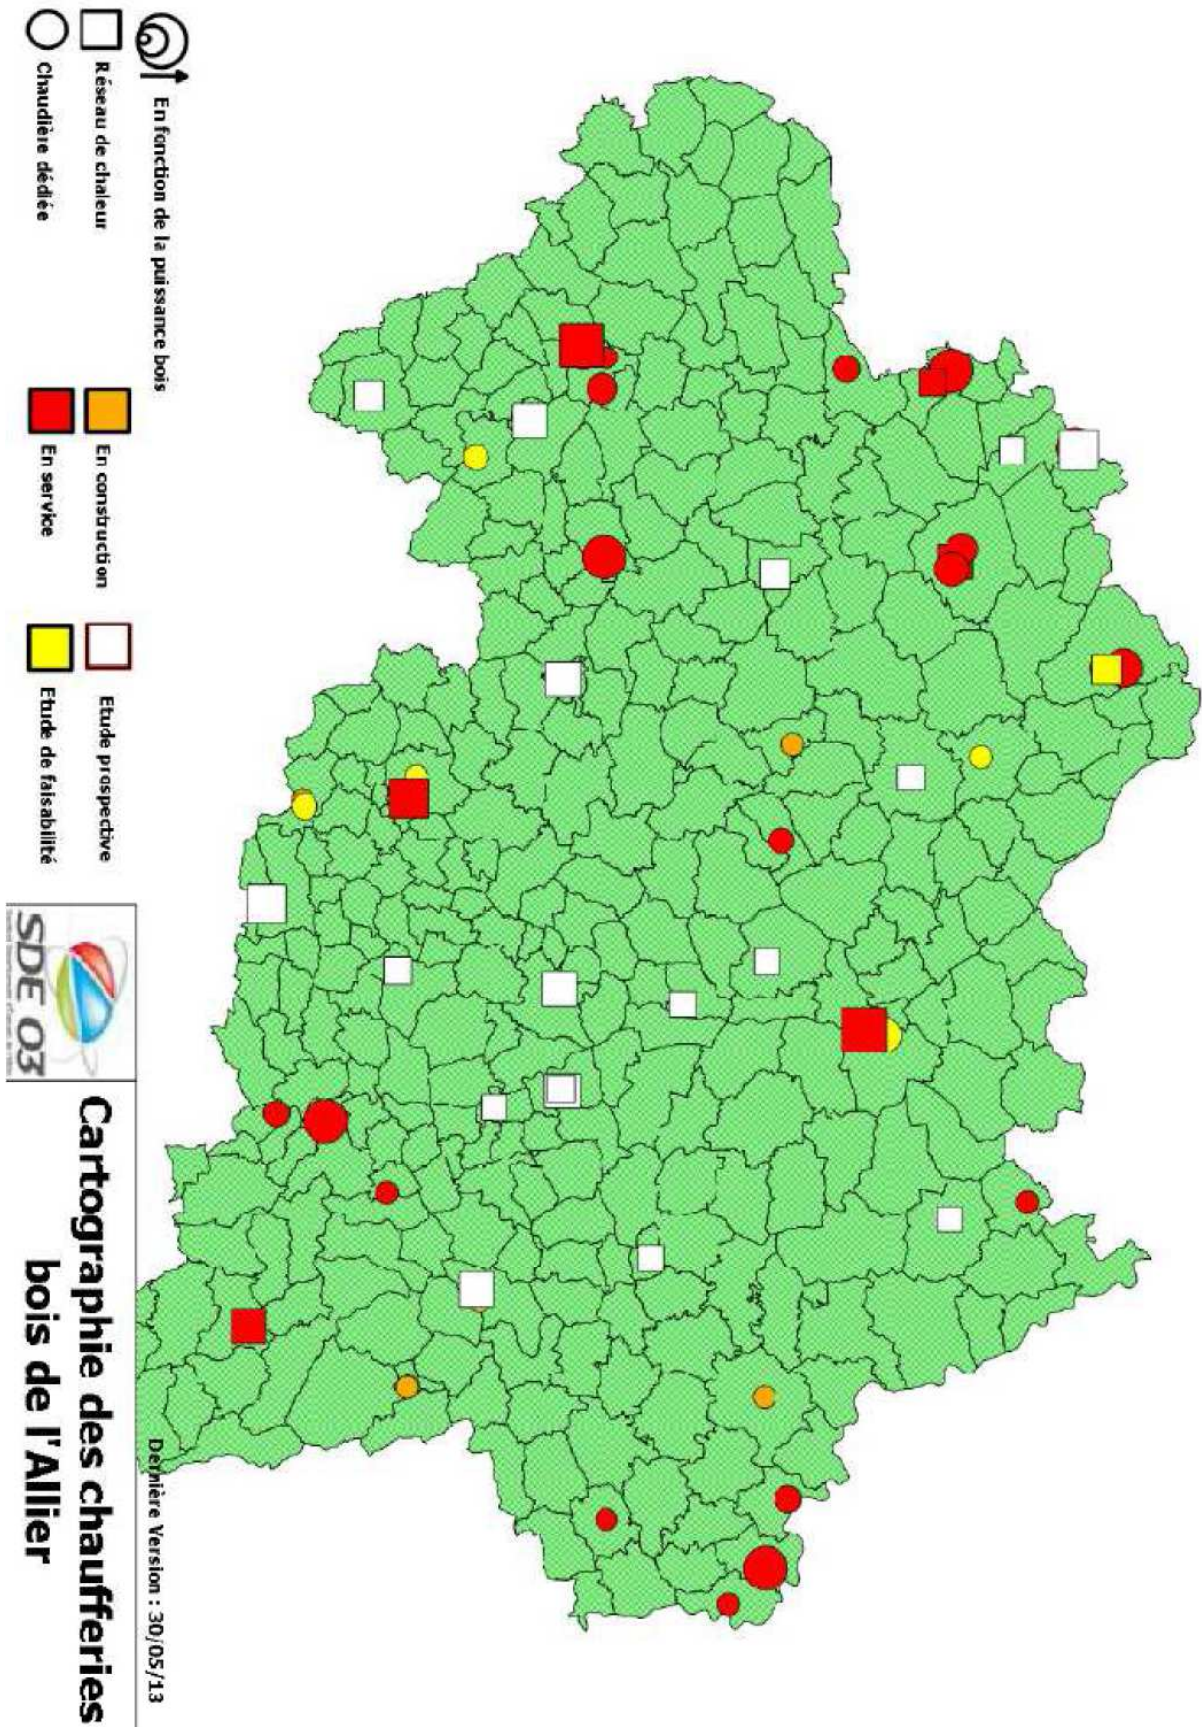 En fonction de la puissance bois
Réseau de chaleur
Chaudière dédiée
En construction
En service
Etude prospective
Etude de faisabilité
SDE 03
Dernière Version : 30/05/13
Cartographie des chaufferies
bois de l'Allier